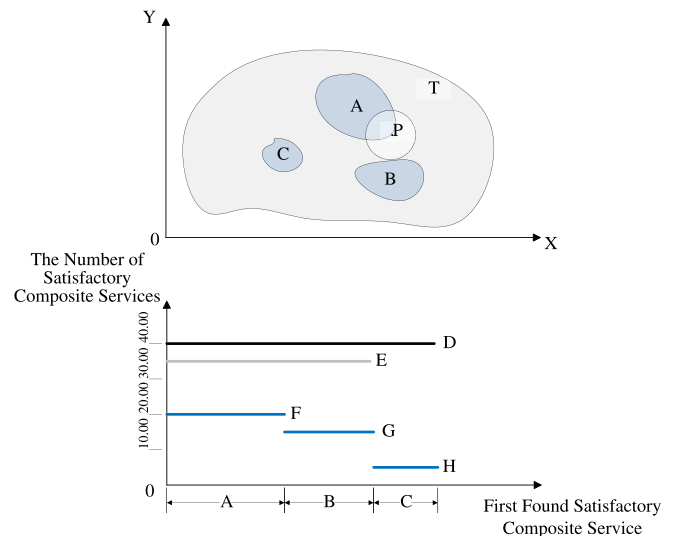 Y
T
A
.P
C
B
0
X
The Number of
Satisfactory
Composite Services
40.00
30.00
20.00
10.00
D
E
F
G
H
0
A
B
C
First Found Satisfactory
Composite Service